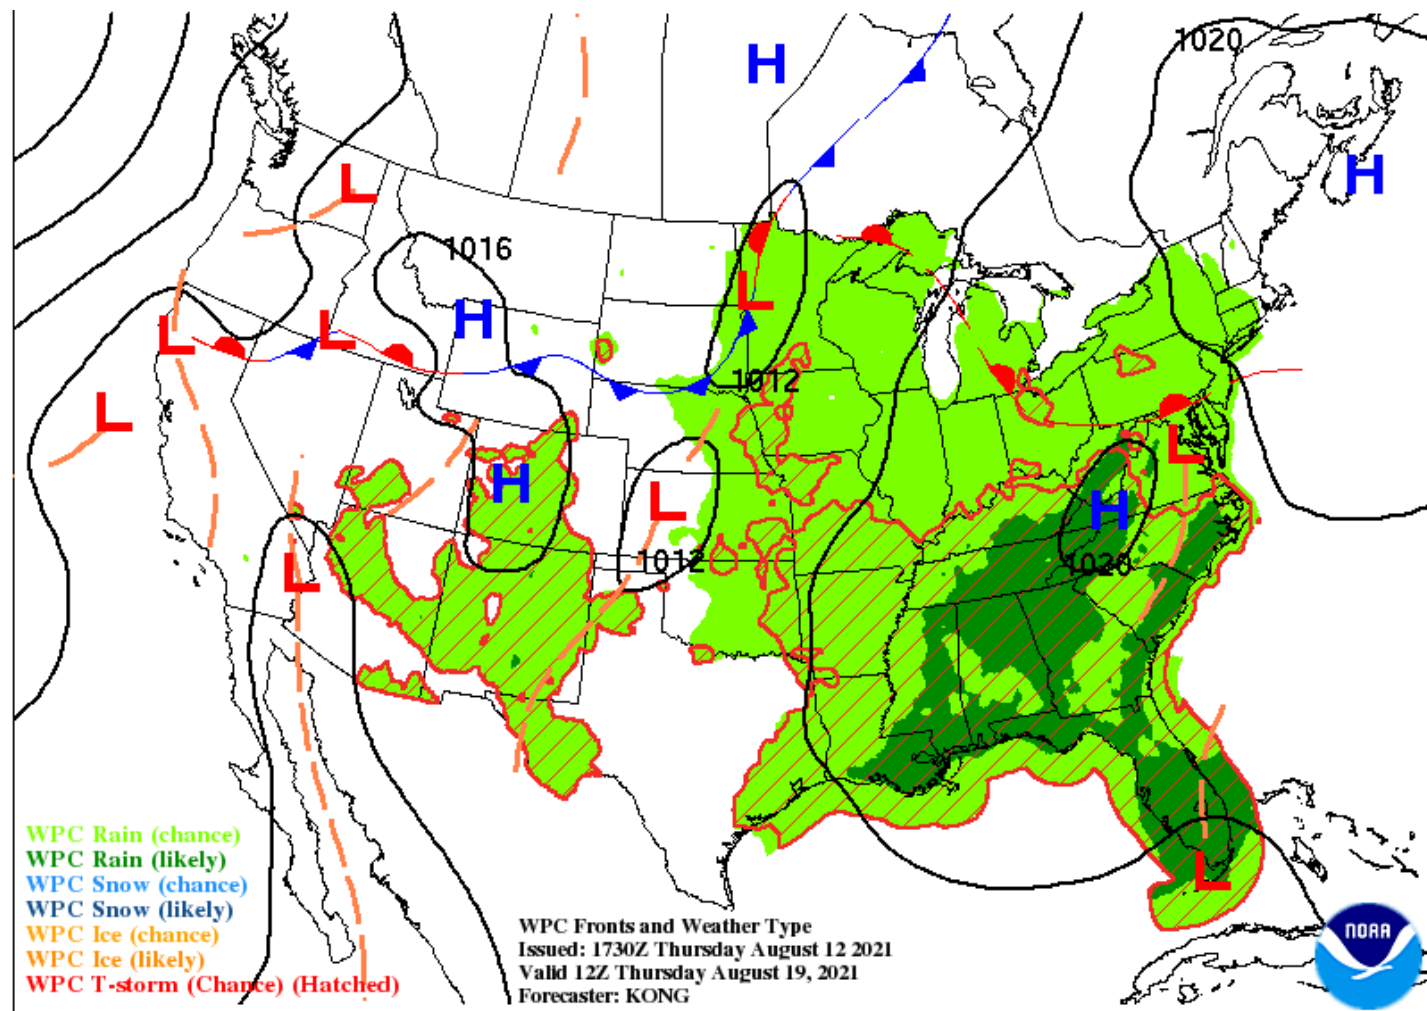 1020
H
H
L
1016
H
L
L
L
1012
L
L
H
L
H
1012
1020
L
L
WPC Rain (chance)
WPC Rain (likely)
WPC Snow (chance)
WPC Snow (likely)
WPC Ice (chance)
WPC Ice (likely)
WPC T-storm (Chance) (Hatched)
WPC Fronts and Weather Type
Issued: 1730Z Thursday August 12 2021
Valid 12Z Thursday August 19, 2021
Forecaster: KONG
NOAA